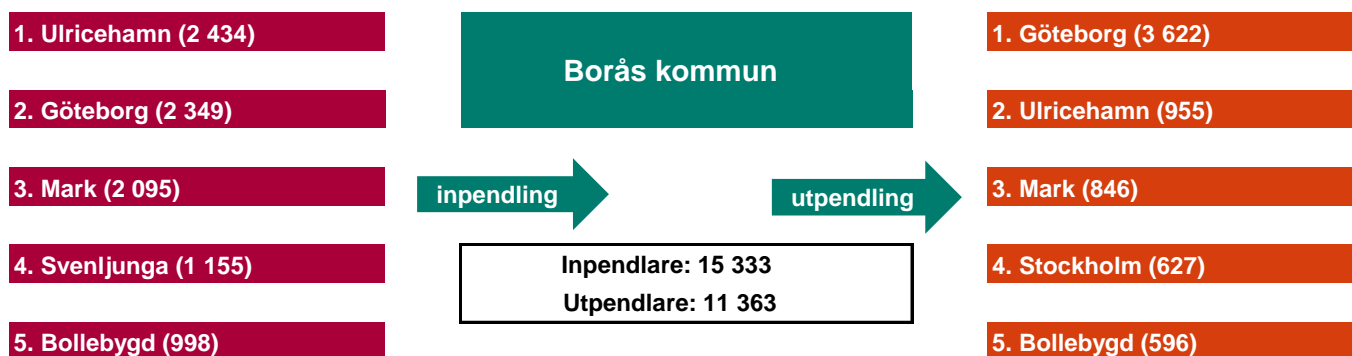 1. Ulricehamn (2 434)
2. Göteborg (2 349)
3. Mark (2 095)
4. Svenljunga (1 155)
5. Bollebygd (998)
Borås kommun
inpendling
utpendling
Inpendlare: 15 333
Utpendlare: 11 363
1. Göteborg (3 622)
2. Ulricehamn (955)
3. Mark (846)
4. Stockholm (627)
5. Bollebygd (596)